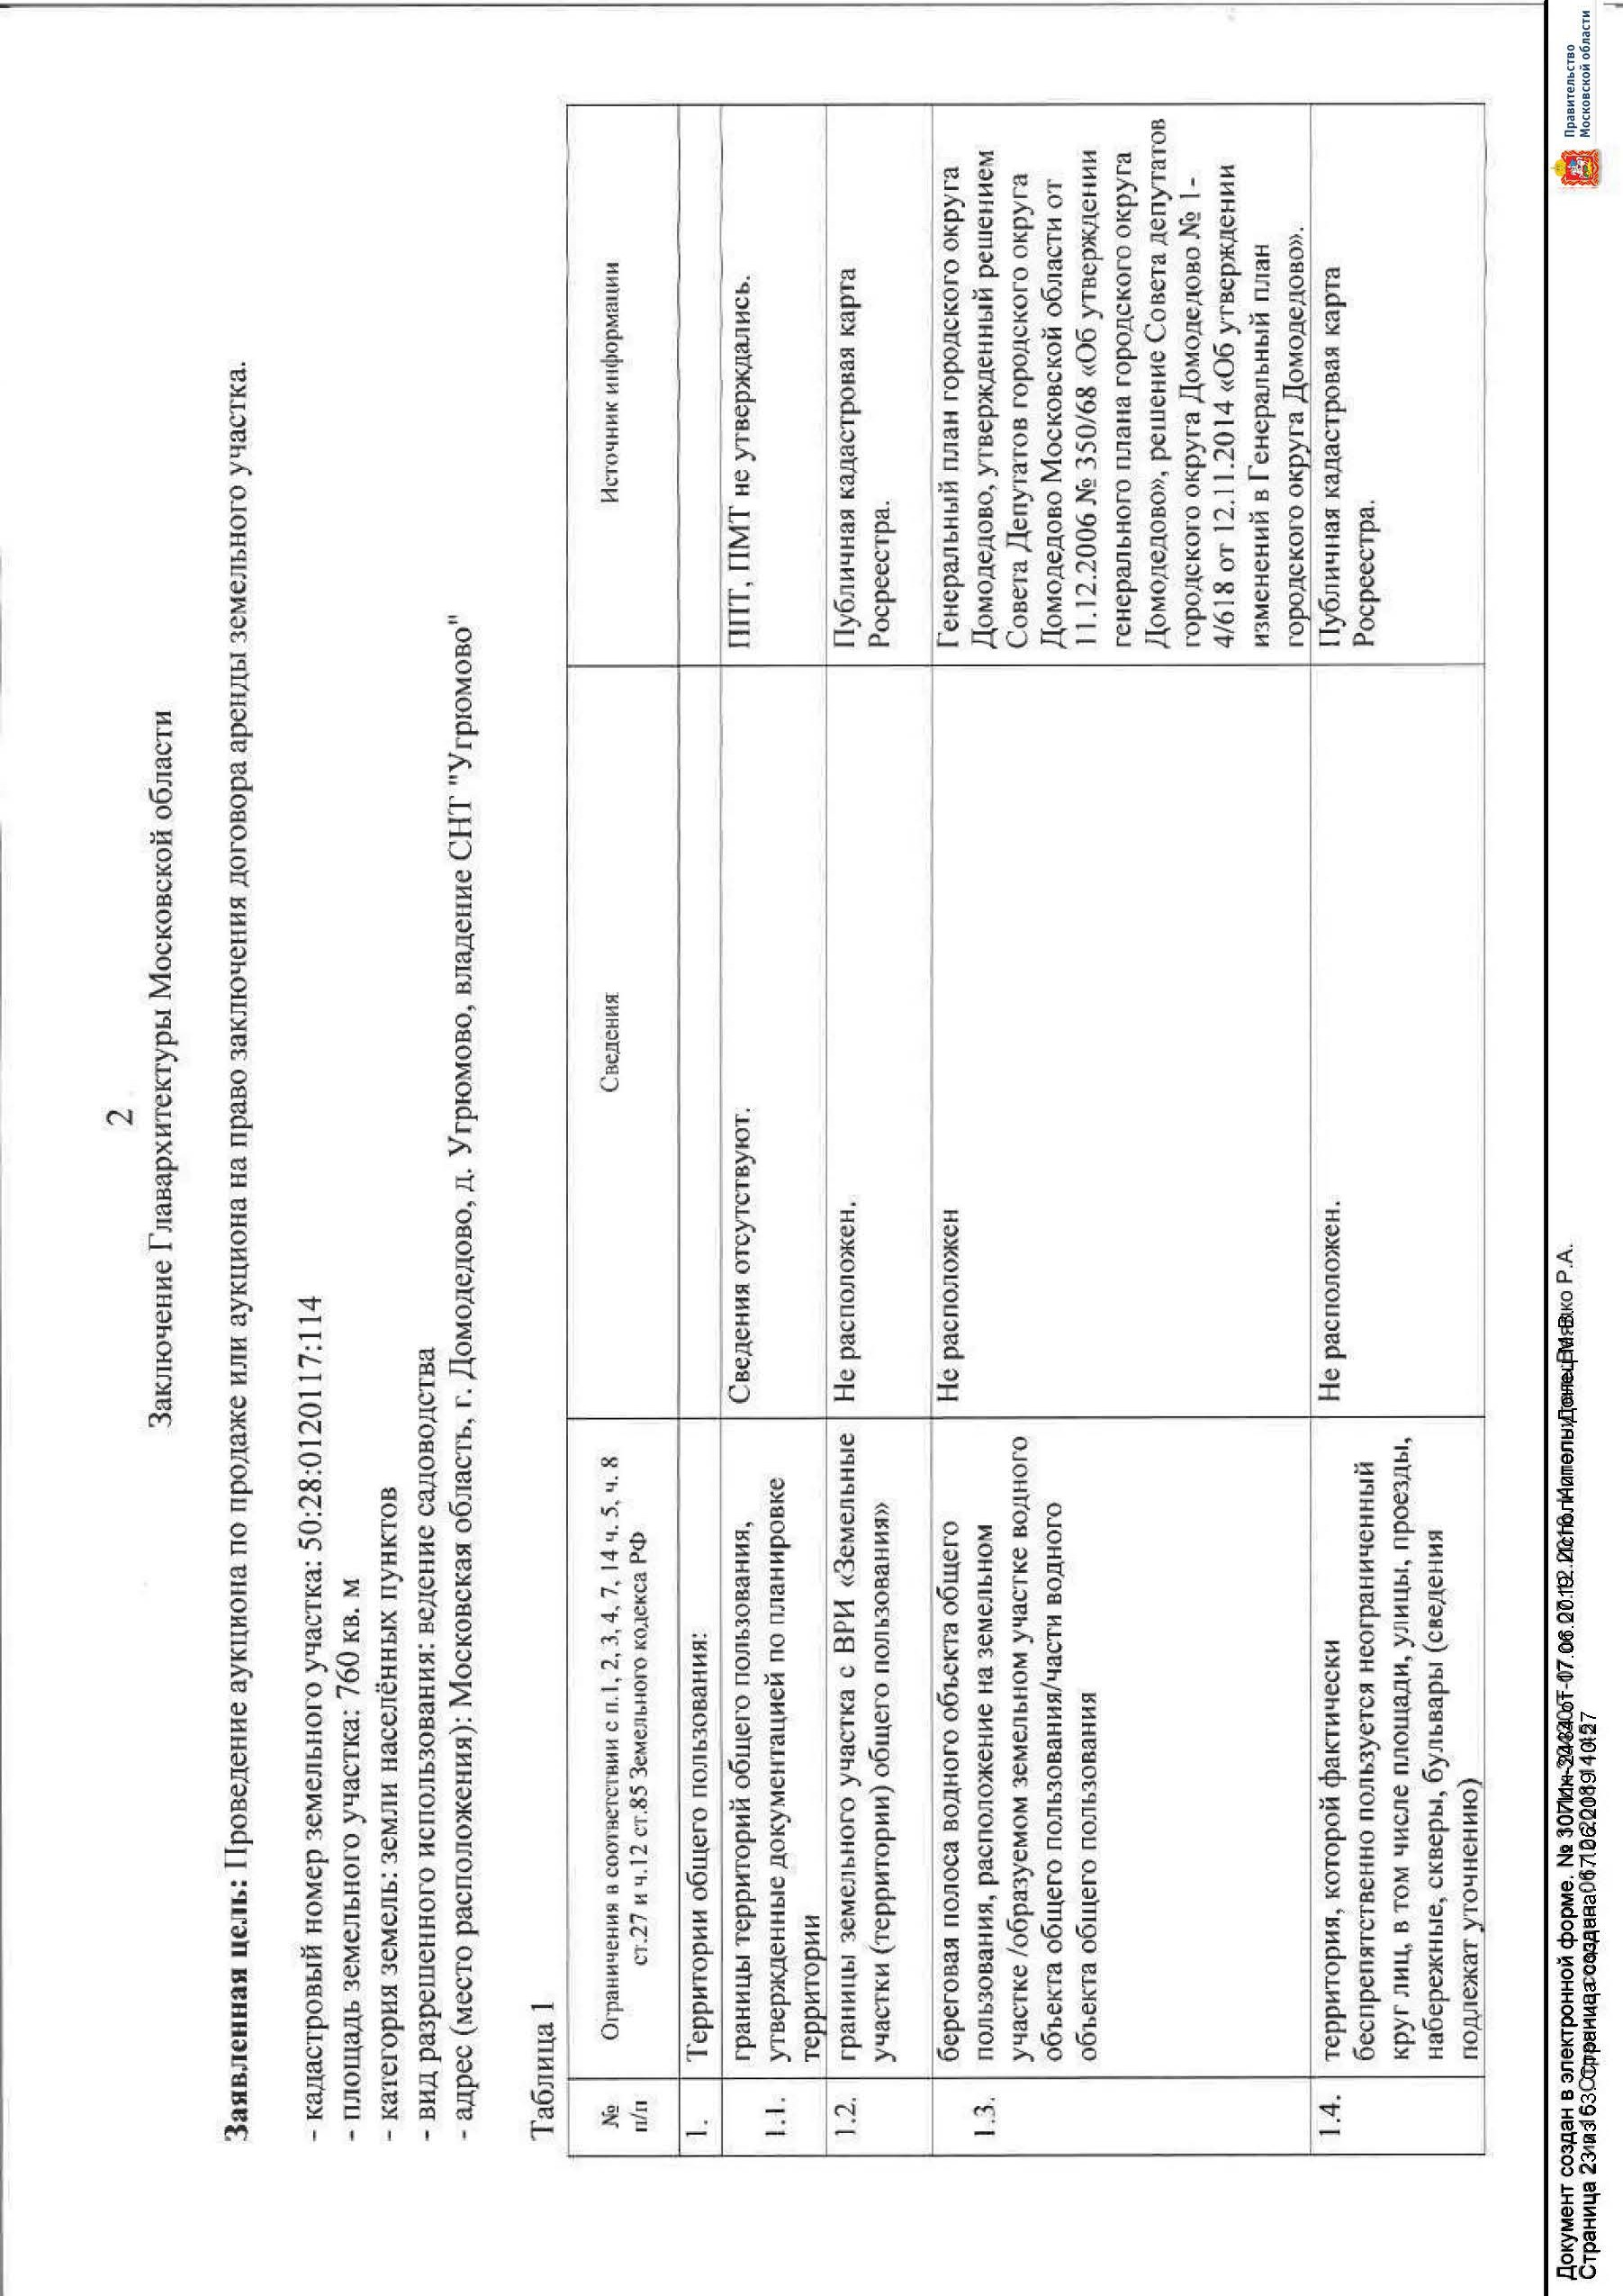 2
Заключение Главархитектуры Московской области
Заявленная цель: Проведение аукциона по продаже или аукциона на право заключения договора аренды земельного участка.
- кадастровый номер земельного участка: 50:28:0120117:114
- площадь земельного участка: 760 кв. м
- категория земель: земли населённых пунктов
- вид разрешенного использования: ведение садоводства
- адрес (место расположения): Московская область, г. Домодедово, д. Угрюмово, владение СНТ "Угрюмово"
Таблица 1
№
п/п
Ограничения в соответствии с п.1, 2, 3, 4, 7, 14 ч. 5, ч. 8
ст.27 и ч.12 ст.85 Земельного кодекса РФ
Сведения
Источник информации
1.
Территории общего пользования:
1.1.
границы территорий общего пользования,
утвержденные документацией по планировке
территории
Сведения отсутствуют.
ППТ, ПМТ не утверждались.
1.2.
границы земельного участка с ВРИ «Земельные
участки (территории) общего пользования»
Не расположен.
Публичная кадастровая карта
Росреестра.
1.3.
береговая полоса водного объекта общего
пользования, расположение на земельном
участке /образуемом земельном участке водного
объекта общего пользования/части водного
объекта общего пользования
Не расположен
Генеральный план городского округа
Домодедово, утвержденный решением
Совета Депутатов городского округа
Домодедово Московской области от
11.12.2006 № 350/68 «Об утверждении
генерального плана городского округа
Домодедово», решение Совета депутатов
городского округа Домодедово № 1-
4/618 от 12.11.2014 «Об утверждении
изменений в Генеральный план
городского округа Домодедово».
1.4.
территория, которой фактически
беспрепятственно пользуется неограниченный
круг лиц, в том числе площади, улицы, проезды,
набережные, скверы, бульвары (сведения
подлежат уточнению)
Не расположен.
Публичная кадастровая карта
Росреестра.
Документ создан в электронной форме. №
Р.А.
Страница
Правительство
Московской области